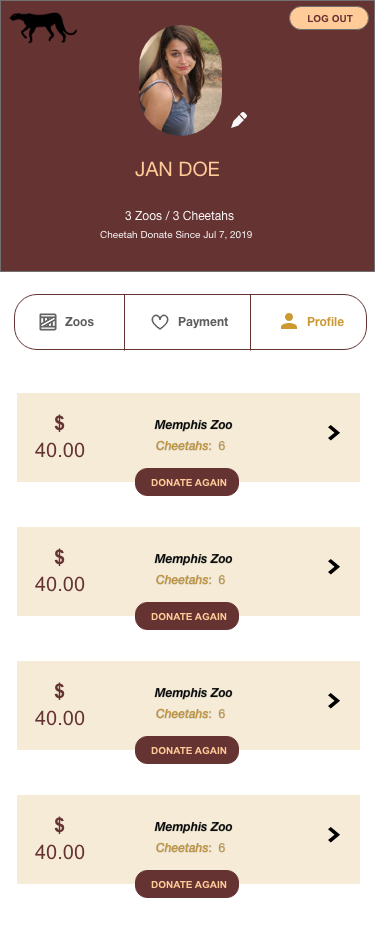 LOG OUT
JAN DOE
3 Zoos / 3 Cheetahs
Cheetah Donate Since Jul 7, 2019
Zoos
Payment
Profile
$
40.00
Memphis Zoo
Cheetahs: 6
DONATE AGAIN
$
40.00
Memphis Zoo
Cheetahs: 6
DONATE AGAIN
$
40.00
Memphis Zoo
Cheetahs: 6
DONATE AGAIN
$
40.00
Memphis Zoo
Cheetahs: 6
DONATE AGAIN